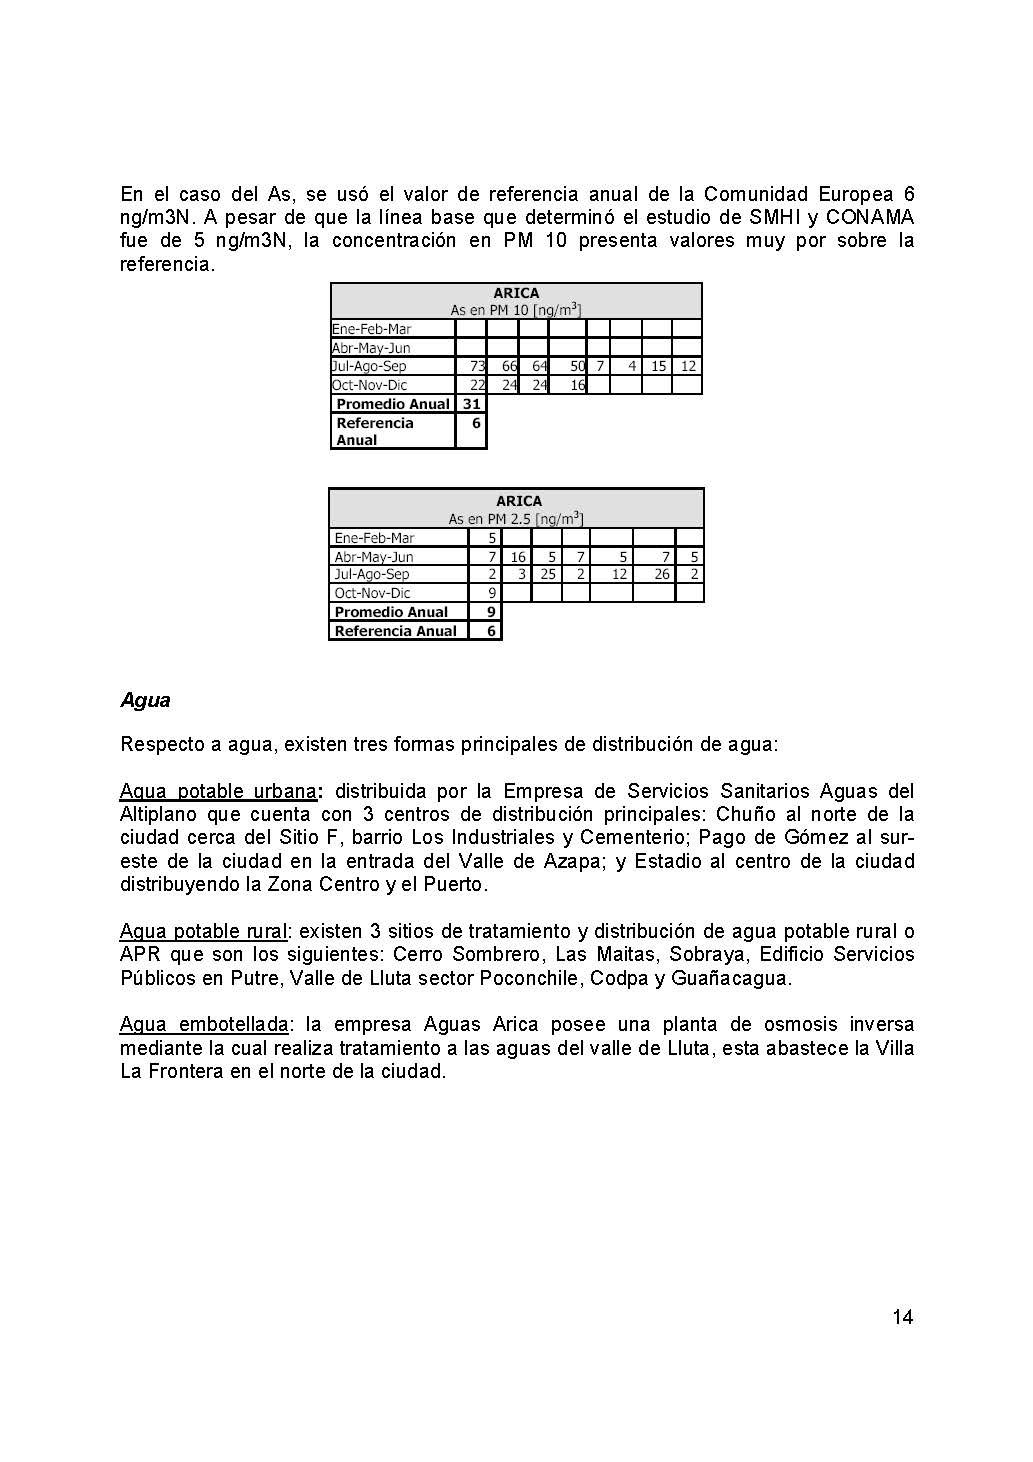 En el caso del As, se usó el valor de referencia anual de la Comunidad Europea 6
ng/m3N. A pesar de que la línea base que determinó el estudio de SMHI y CONAMA
fue de 5 ng/m3N, la concentración en PM 10 presenta valores muy por sobre la
referencia.
ARICA
As en PM 10 [ng/m³]
Ene-Feb-Mar
Abr-May-Jun
Jul-Ago-Sep 73 66 64 50 7 4 15 12
Oct-Nov-Dic 22 24 24 16
Promedio Anual 31
Referencia 6
Anual
ARICA
As en PM 2.5 [ng/m³]
Ene-Feb-Mar 5
Abr-May-Jun 7 16 5 7 5 7 5
Jul-Ago-Sep 2 3 25 2 12 26 2
Oct-Nov-Dic 9
Promedio Anual 9
Referencia Anual 6
Agua
Respecto a agua, existen tres formas principales de distribución de agua:
Agua potable urbana: distribuida por la Empresa de Servicios Sanitarios Aguas del
Altiplano que cuenta con 3 centros de distribución principales: Chuño al norte de la
ciudad cerca del Sitio F, barrio Los Industriales y Cementerio; Pago de Gómez al sur-
este de la ciudad en la entrada del Valle de Azapa; y Estadio al centro de la ciudad
distribuyendo la Zona Centro y el Puerto.
Agua potable rural: existen 3 sitios de tratamiento y distribución de agua potable rural o
APR que son los siguientes: Cerro Sombrero, Las Maitas, Sobraya, Edificio Servicios
Públicos en Putre, Valle de Lluta sector Poconchile, Codpa y Guañacagua.
Agua embotellada: la empresa Aguas Arica posee una planta de osmosis inversa
mediante la cual realiza tratamiento a las aguas del valle de Lluta, esta abastece la Villa
La Frontera en el norte de la ciudad.
14